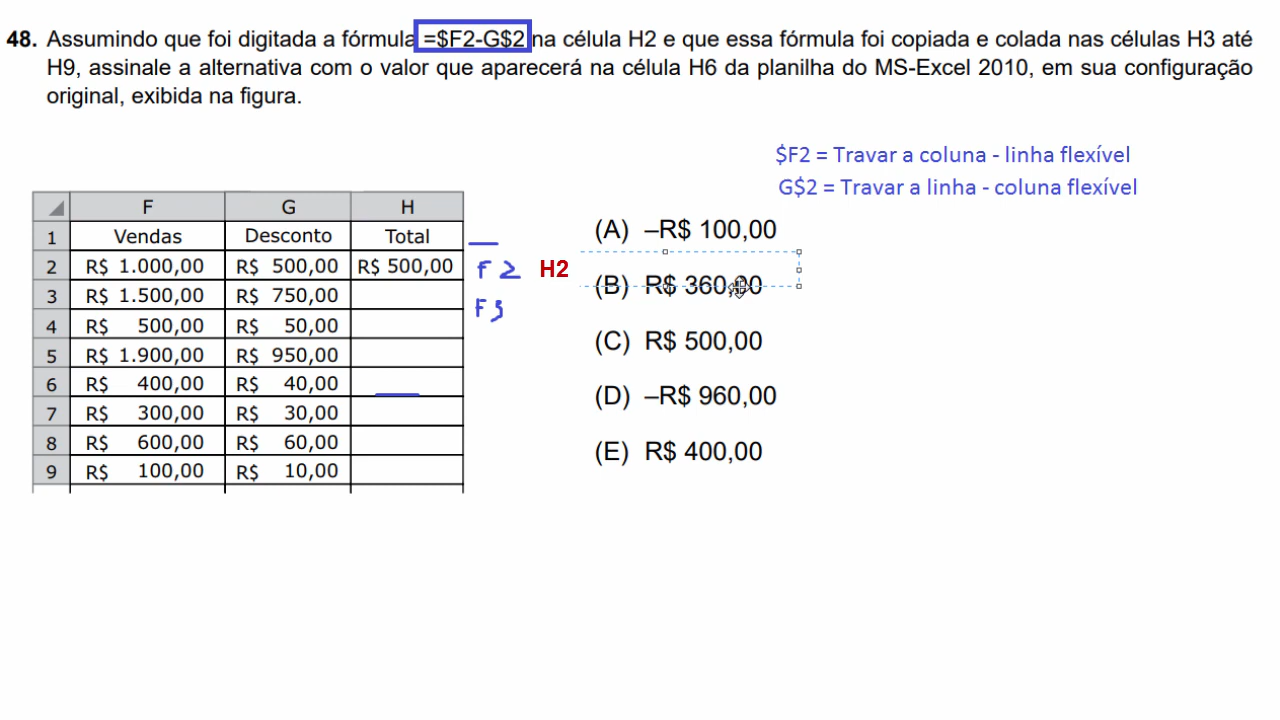 48. Assumindo que foi digitada a fórmula =$F2-G$2 na célula H2 e que essa fórmula foi copiada e colada nas células H3 até
H9, assinale a alternativa com o valor que aparecerá na célula H6 da planilha do MS-Excel 2010, em sua configuração
original, exibida na figura.
$F2 = Travar a coluna - linha flexível
G$2 = Travar a linha - coluna flexível
F G H
1 Vendas Desconto Total
2 R$ 1.000,00 R$ 500,00 R$ 500,00 F2 H2
3 R$ 1.500,00 R$ 750,00 F3
4 R$ 500,00 R$ 50,00
5 R$ 1.900,00 R$ 950,00
6 R$ 400,00 R$ 40,00
7 R$ 300,00 R$ 30,00
8 R$ 600,00 R$ 60,00
9 R$ 100,00 R$ 10,00
(A) –R$ 100,00
(B) R$ 360,00
(C) R$ 500,00
(D) –R$ 960,00
(E) R$ 400,00